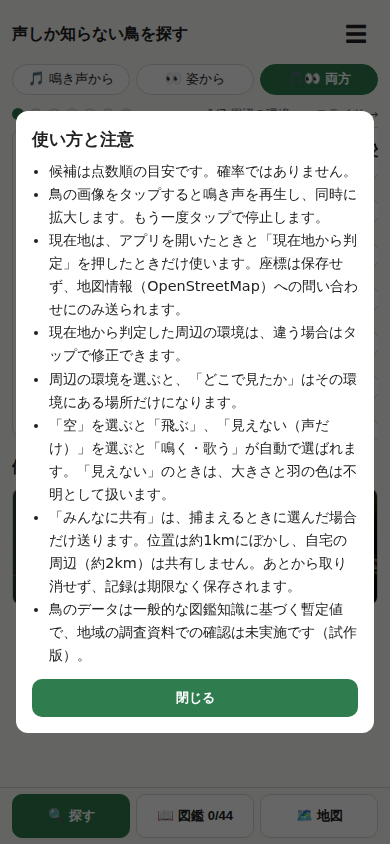 声しか知らない鳥を探す
☰
🎵 鳴き声から
👀 姿から
👀 両方
使い方と注意
• 候補は点数順の目安です。確率ではありません。
• 鳥の画像をタップすると鳴き声を再生し、同時に
拡大します。もう一度タップで停止します。
• 現在地は、アプリを開いたときと「現在地から判
定」を押したときだけ使います。座標は保存せ
ず、地図情報（OpenStreetMap）への問い合わ
せにのみ送られます。
• 現在地から判定した周辺の環境は、違う場合はタ
ップで修正できます。
• 周辺の環境を選ぶと、「どこで見たか」はその環
境にある場所だけになります。
• 「空」を選ぶと「飛ぶ」、「見えない（声だ
け）」を選ぶと「鳴く・歌う」が自動で選ばれま
す。「見えない」のときは、大きさと羽の色は不
明として扱います。
• 「みんなに共有」は、捕まえるときに選んだ場合
だけ送ります。位置は約1kmにぼかし、自宅の
周辺（約2km）は共有しません。あとから取り
消せず、記録は期限なく保存されます。
• 鳥のデータは一般的な図鑑知識に基づく暫定値
で、地域の調査資料での確認は未実施です（試作
版）。
閉じる
🔍 探す
📖 図鑑 0/44
🗺️ 地図